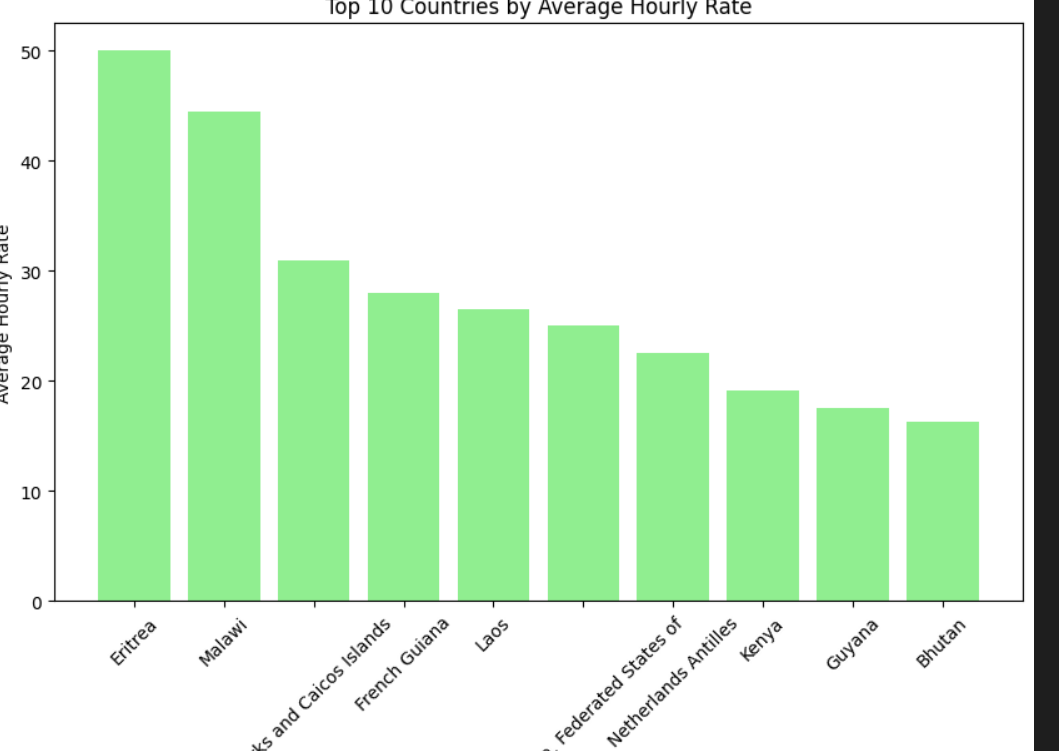 Top 10 Countries by Average Hourly Rate
Average Hourly Rate
50
40
30
20
10
0
Eritrea
Malawi
and Caicos Islands
French Guiana
Laos
Federated States of
Netherlands Antilles
Kenya
Guyana
Bhutan